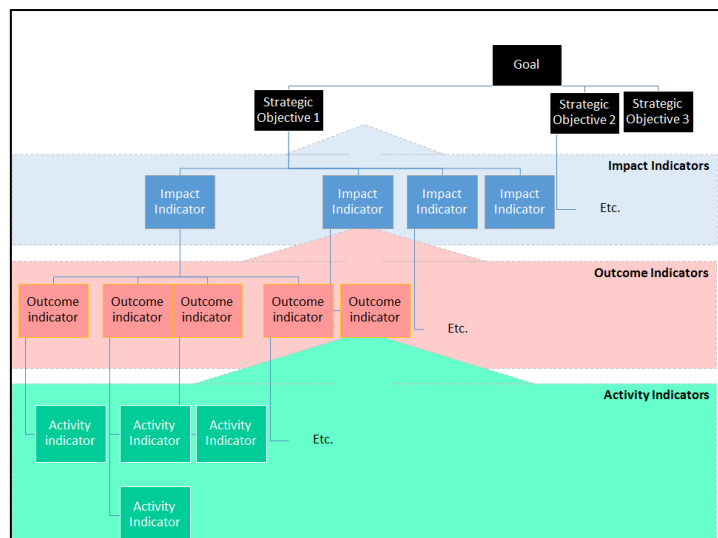 Goal
Strategic
Objective 1
Strategic
Objective 2
Strategic
Objective 3
Impact Indicators
Impact
Indicator
Impact
Indicator
Impact
Indicator
Impact
Indicator
Etc.
Outcome Indicators
Outcome
indicator
Outcome
indicator
Outcome
indicator
Outcome
indicator
Outcome
indicator
Etc.
Activity Indicators
Activity
indicator
Activity
Indicator
Activity
Indicator
Etc.
Activity
Indicator